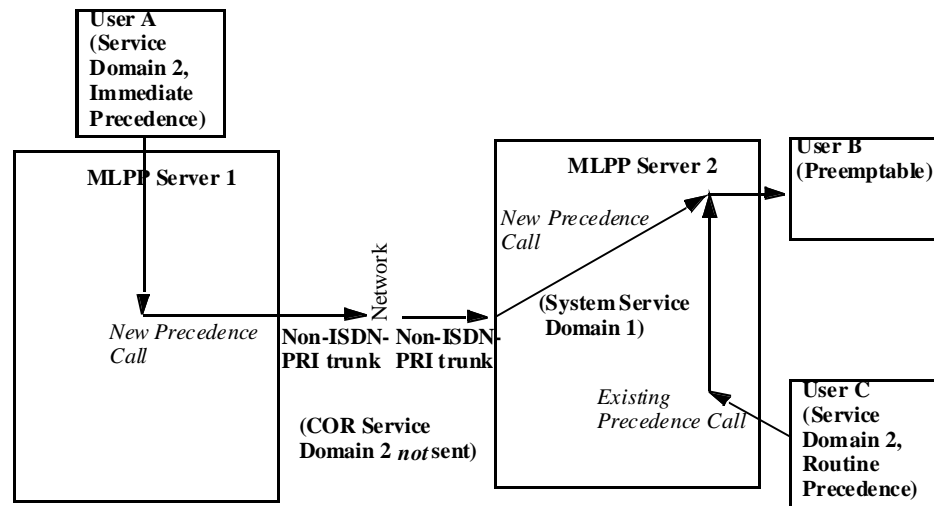 User A
(Service
Domain 2,
Immediate
Precedence)
MLPP Server 1
New Precedence
Call
Network
Non-ISDN-
PRI trunk
Non-ISDN-
PRI trunk
(COR Service
Domain 2 not sent)
MLPP Server 2
New Precedence
Call
(System Service
Domain 1)
Existing
Precedence Call
User B
(Preemptable)
User C
(Service
Domain 2,
Routine
Precedence)